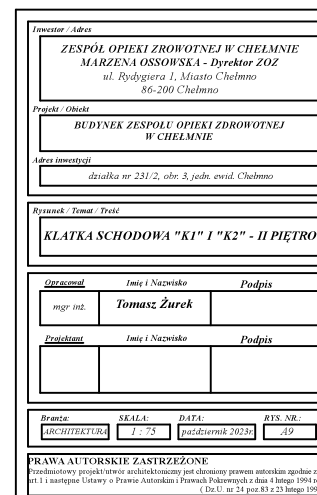 Inwestor / Adres
ZESPÓŁ OPIEKI ZROWOTNEJ W CHEŁMNIE
MARZENA OSSOWSKA - Dyrektor ZOZ
ul. Rydygiera 1, Miasto Chełmno
86-200 Chełmno
Projekt / Obiekt
BUDYNEK ZESPOŁU OPIEKI ZDROWOTNEJ
W CHEŁMNIE
Adres inwestycji
działka nr 231/2, obr. 3, jedn. ewid. Chełmno
Rysunek / Temat / Treść
KLATKA SCHODOWA "K1" I "K2" - II PIĘTRO
Opracował Imię i Nazwisko Podpis
mgr inż. Tomasz Żurek
Projektant Imię i Nazwisko Podpis
Branża: SKALA: DATA: RYS. NR.:
ARCHITEKTURA 1 : 75 październik 2023r. A9
PRAWA AUTORSKIE ZASTRZEŻONE
Przedmiotowy projekt/utwór architektoniczny jest chroniony prawem autorskim zgodnie z
art.1 i następne Ustawy o Prawie Autorskim i Prawach Pokrewnych z dnia 4 lutego 1994 r
( Dz.U. nr 24 poz.83 z 23 lutego 199